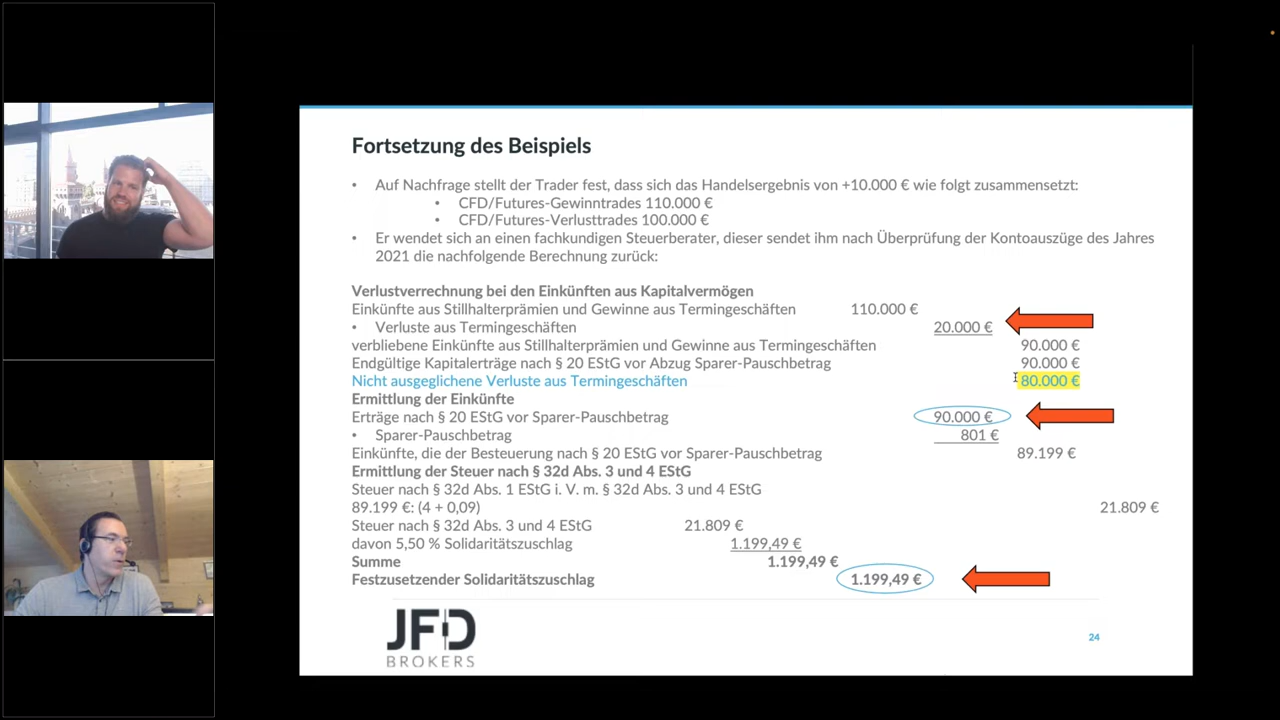 Fortsetzung des Beispiels
• Auf Nachfrage stellt der Trader fest, dass sich das Handelsergebnis von +10.000 € wie folgt zusammensetzt:
• CFD/Futures-Gewinntrades 110.000 €
• CFD/Futures-Verlusttrades 100.000 €
• Er wendet sich an einen fachkundigen Steuerberater, dieser sendet ihm nach Überprüfung der Kontoauszüge des Jahres
2021 die nachfolgende Berechnung zurück:
Verlustverrechnung bei den Einkünften aus Kapitalvermögen
Einkünfte aus Stillhalterprämien und Gewinne aus Termingeschäften 110.000 €
• Verluste aus Termingeschäften 20.000 €
verbliebene Einkünfte aus Stillhalterprämien und Gewinne aus Termingeschäften 90.000 €
Endgültige Kapitalerträge nach § 20 EStG vor Abzug Sparer-Pauschbetrag 90.000 €
Nicht ausgeglichene Verluste aus Termingeschäften 80.000 €
Ermittlung der Einkünfte
Erträge nach § 20 EStG vor Sparer-Pauschbetrag 90.000 €
• Sparer-Pauschbetrag 801 €
Einkünfte, die der Besteuerung nach § 20 EStG vor Sparer-Pauschbetrag 89.199 €
Ermittlung der Steuer nach § 32d Abs. 3 und 4 EStG
Steuer nach § 32d Abs. 1 EStG i. V. m. § 32d Abs. 3 und 4 EStG
89.199 €: (4 + 0,09) 21.809 €
Steuer nach § 32d Abs. 3 und 4 EStG 21.809 €
davon 5,50 % Solidaritätszuschlag 1.199,49 €
Summe 1.199,49 €
Festzusetzender Solidaritätszuschlag 1.199,49 €
JFD
BROKERS
24